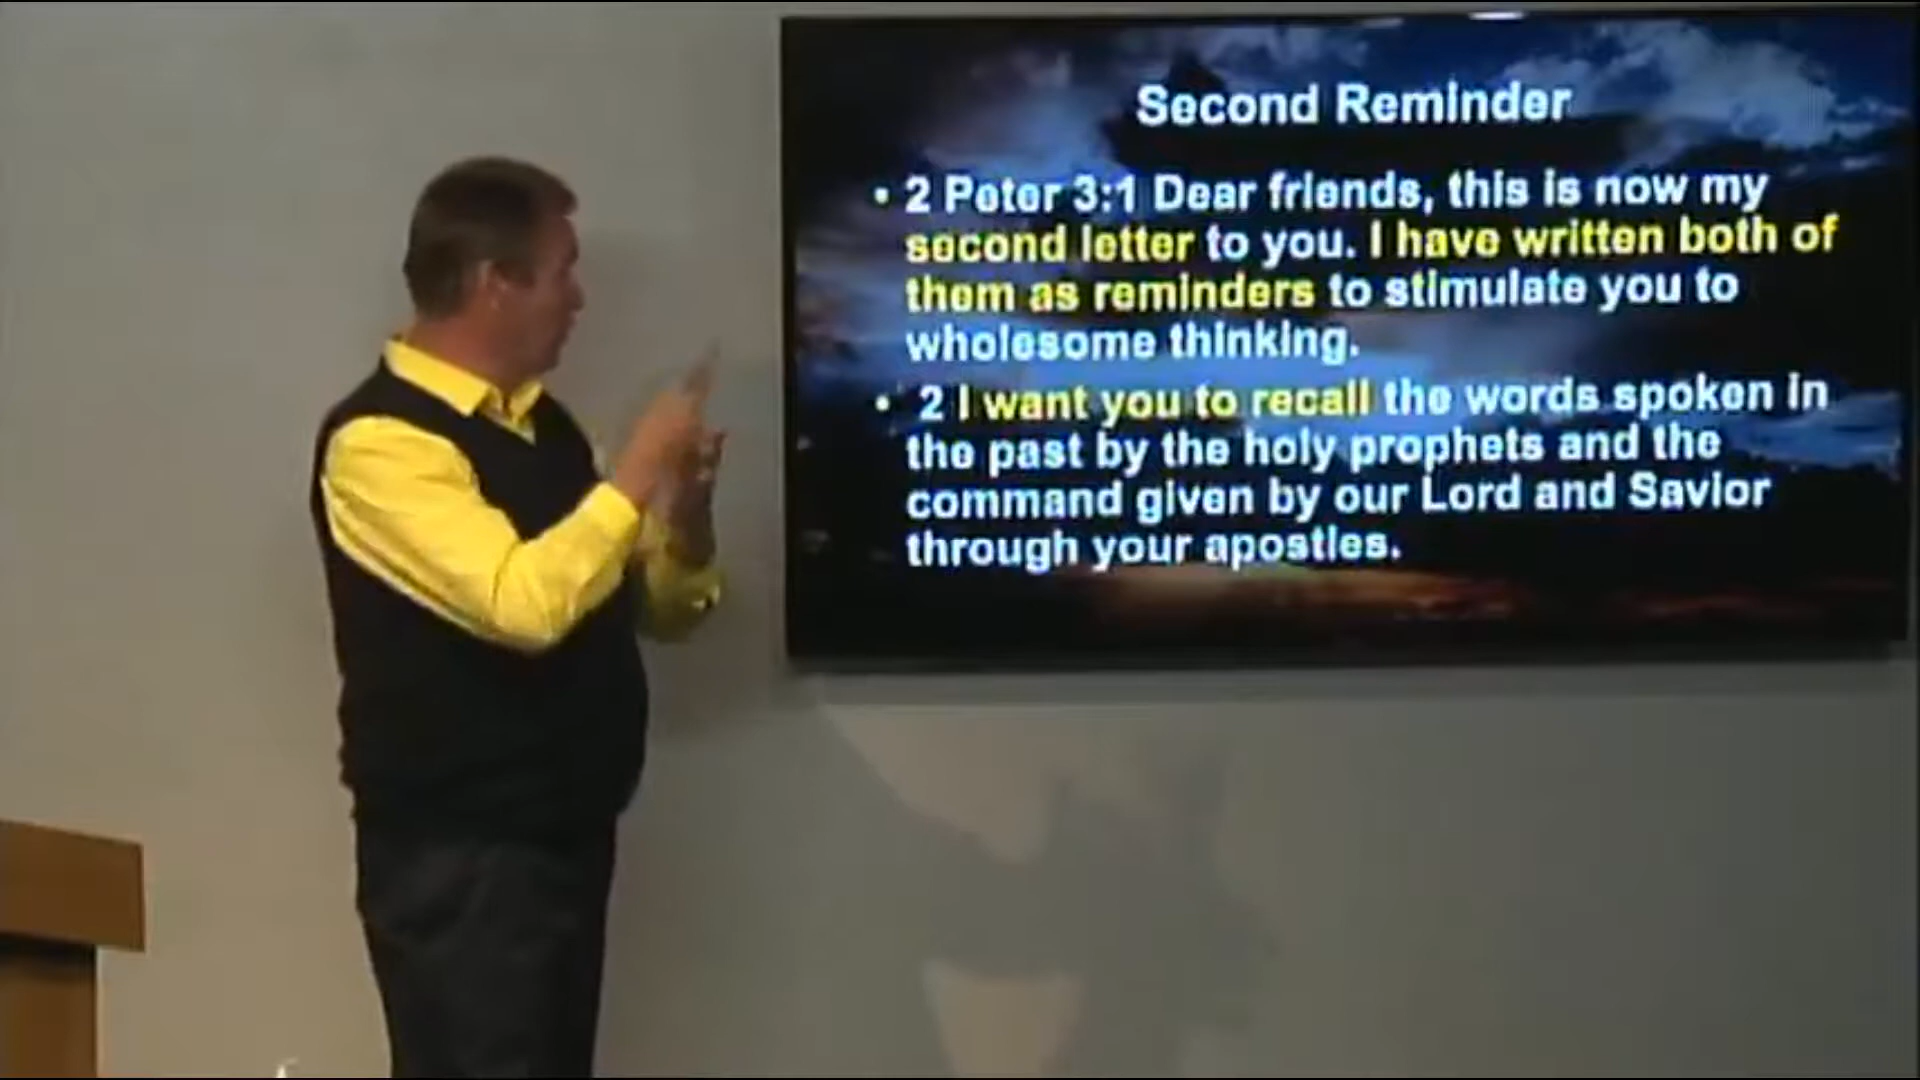 Second Reminder
• 2 Peter 3:1 Dear friends, this is now my
second letter to you. I have written both of
them as reminders to stimulate you to
wholesome thinking.
• 2 I want you to recall the words spoken in
the past by the holy prophets and the
command given by our Lord and Savior
through your apostles.